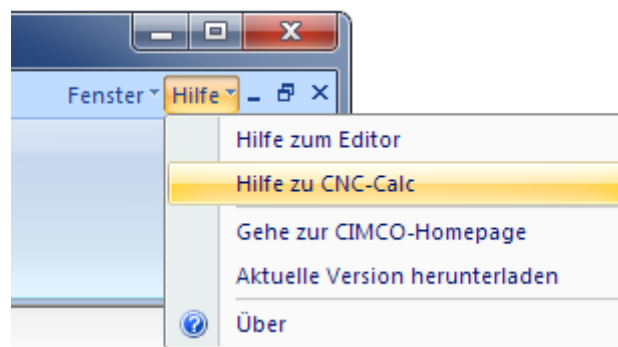 Fenster Hilfe
Hilfe zum Editor
Hilfe zu CNC-Calc
Gehe zur CIMCO-Homepage
Aktuelle Version herunterladen
Über